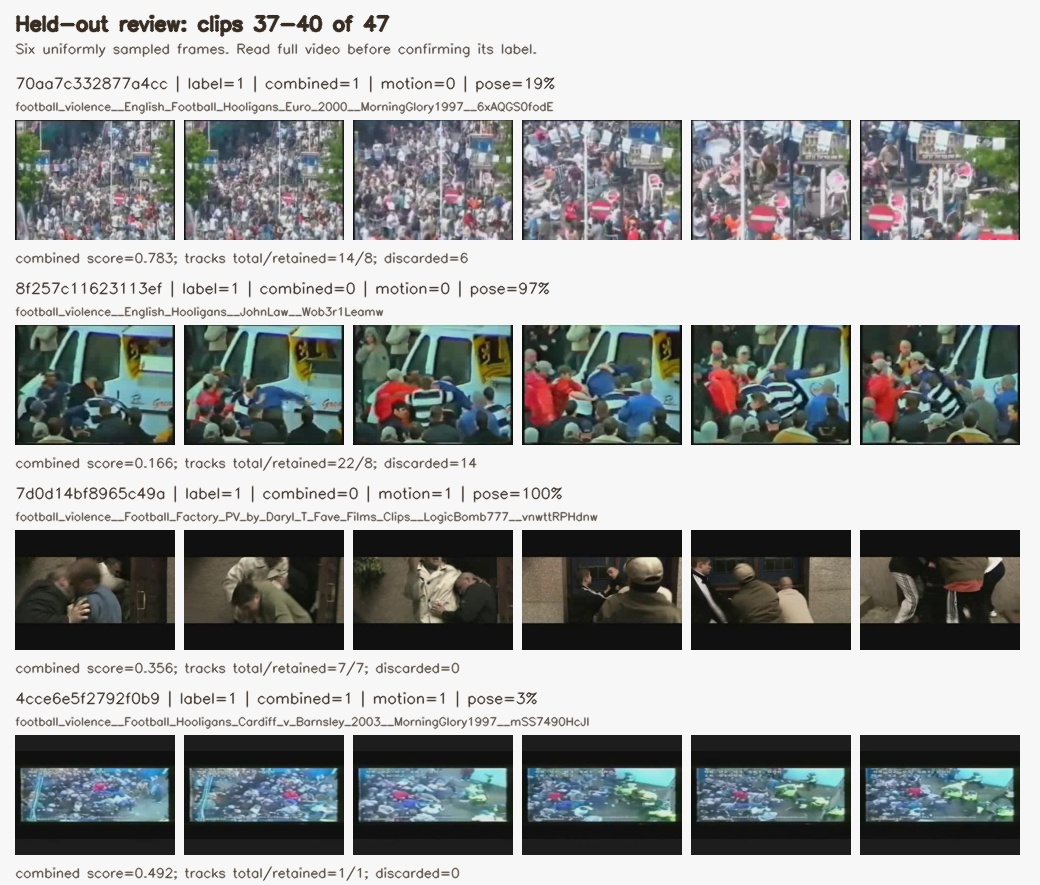 Held-out review: clips 37-40 of 47
Six uniformly sampled frames. Read full video before confirming its label.
70aa7c332877a4cc | label=1 | combined=1 | motion=0 | pose=19%
football_violence__English_Football_Hooligans_Euro_2000__MorningGlory1997__6xAQGS0fodE
combined score=0.783; tracks total/retained=14/8; discarded=6
8f257c11623113ef | label=1 | combined=0 | motion=0 | pose=97%
football_violence__English_Hooligans__JohnLaw__Wob3r1Leamw
combined score=0.166; tracks total/retained=22/8; discarded=14
7d0d14bf8965c49a | label=1 | combined=0 | motion=1 | pose=100%
football_violence__Football_Factory_PV_by_Daryl_T_Fave_Films_Clips__LogicBomb777__vnwttRPHdnw
combined score=0.356; tracks total/retained=7/7; discarded=0
4cce6e5f2792f0b9 | label=1 | combined=1 | motion=1 | pose=3%
football_violence__Football_Hooligans_Cardiff_v_Barnsley_2003__MorningGlory1997__mSS7490HcJI
combined score=0.492; tracks total/retained=1/1; discarded=0